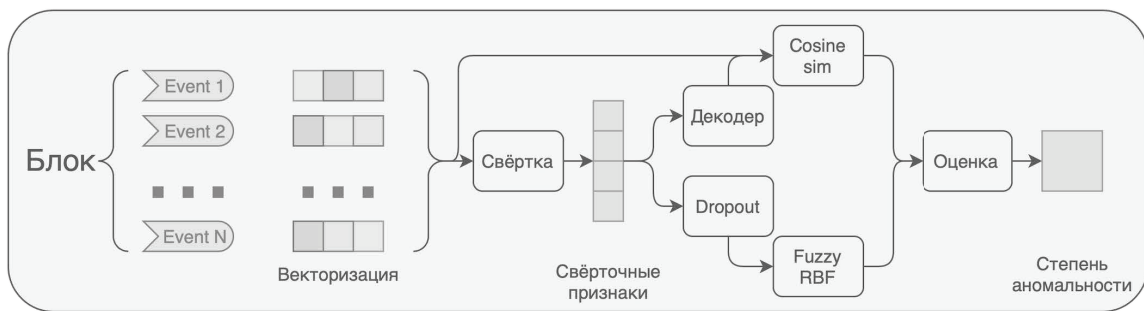 Блок
Event 1
Event 2
Event N
Векторизация
Свёртка
Свёрточные
признаки
Декодер
Dropout
Cosine
sim
Fuzzy
RBF
Оценка
Степень
аномальности